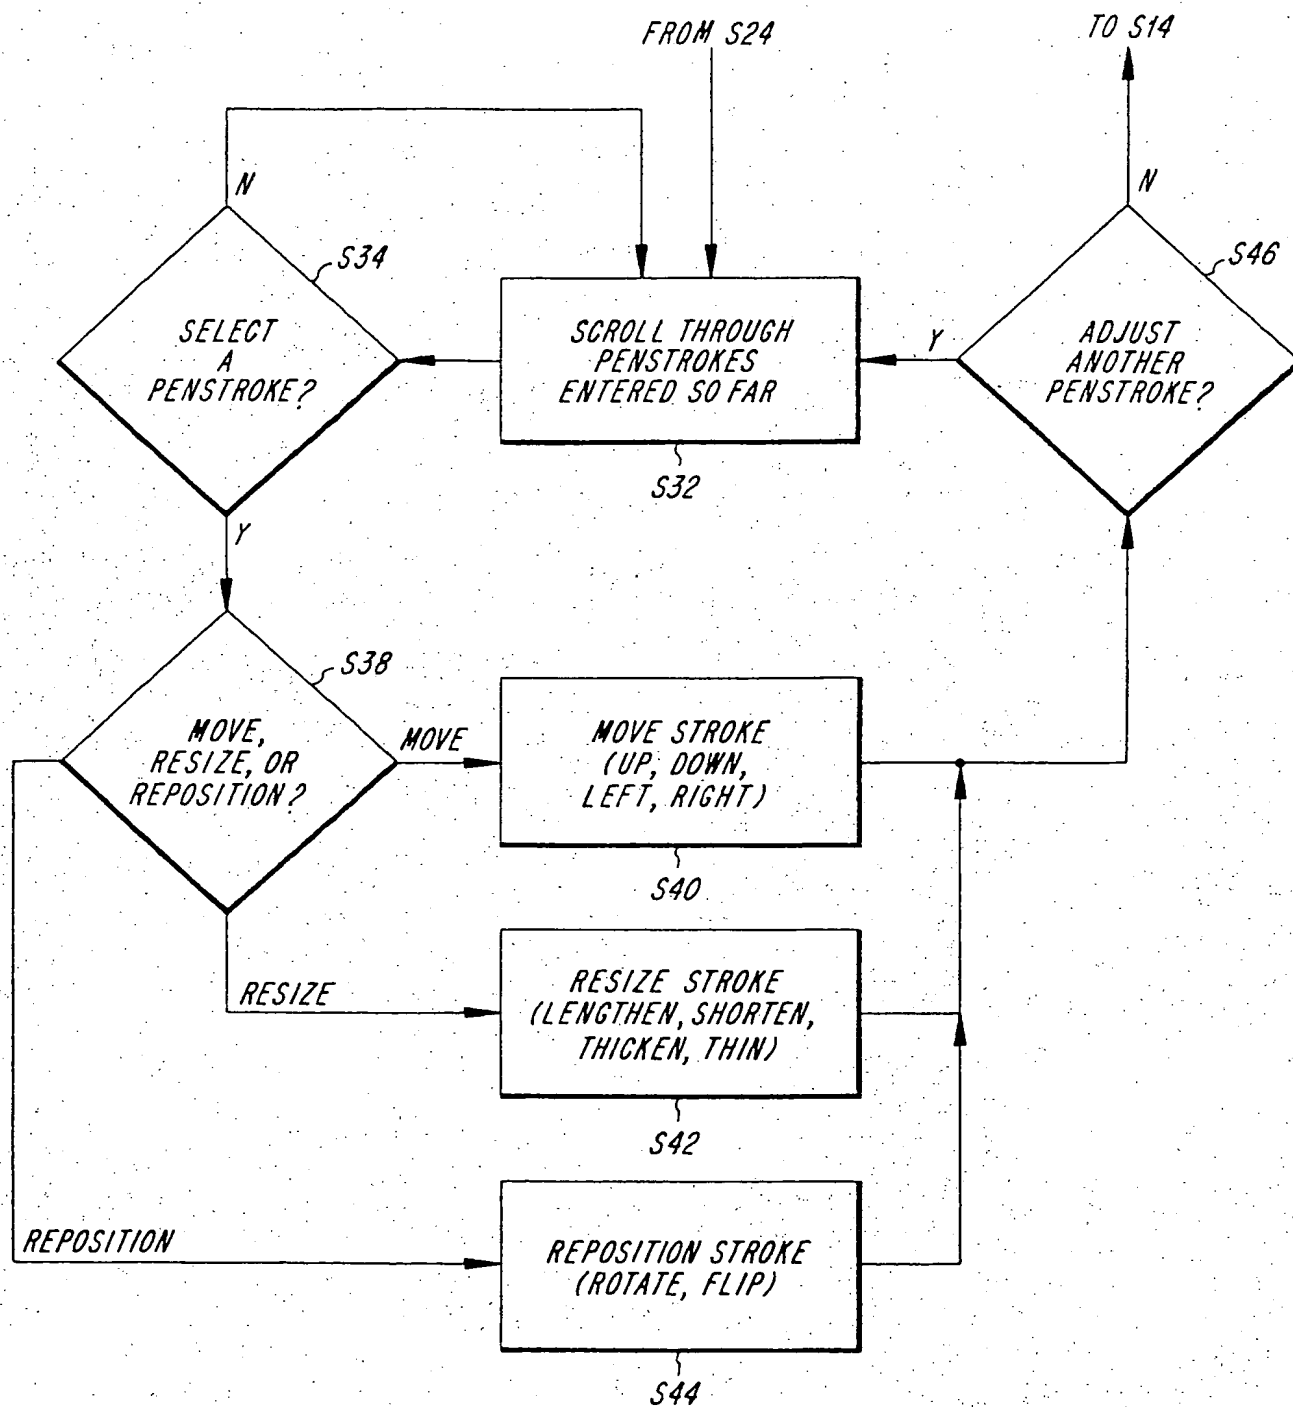 FROM S24
TO S14
N
N
S34
S46
SELECT
A
PENSTROKE?
SCROLL THROUGH
PENSTROKES
ENTERED SO FAR
Y
ADJUST
ANOTHER
PENSTROKE?
S32
Y
S38
MOVE,
RESIZE, OR
REPOSITION?
MOVE
MOVE STROKE
(UP, DOWN,
LEFT, RIGHT)
S40
RESIZE
RESIZE STROKE
(LENGTHEN, SHORTEN,
THICKEN, THIN)
S42
REPOSITION
REPOSITION STROKE
(ROTATE, FLIP)
S44